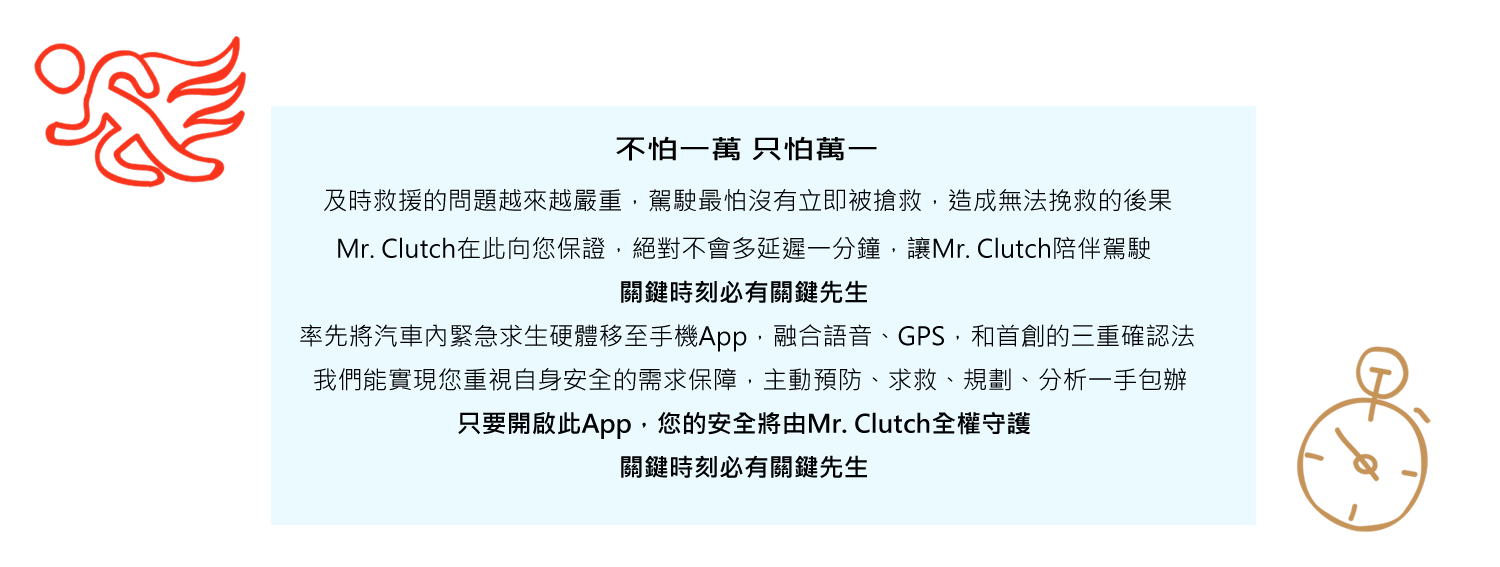 不怕一萬 只怕萬一
及時救援的問題越來越嚴重，駕駛最怕沒有立即被搶救，造成無法挽救的後果
Mr. Clutch在此向您保證，絕對不會多延遲一分鐘，讓Mr. Clutch陪伴駕駛
關鍵時刻必有關鍵先生
率先將汽車內緊急求生硬體移至手機App，融合語音、GPS，和首創的三重確認法
我們能實現您重視自身安全的需求保障，主動預防、求救、規劃、分析一手包辦
只要開啟此App，您的安全將由Mr. Clutch全權守護
關鍵時刻必有關鍵先生